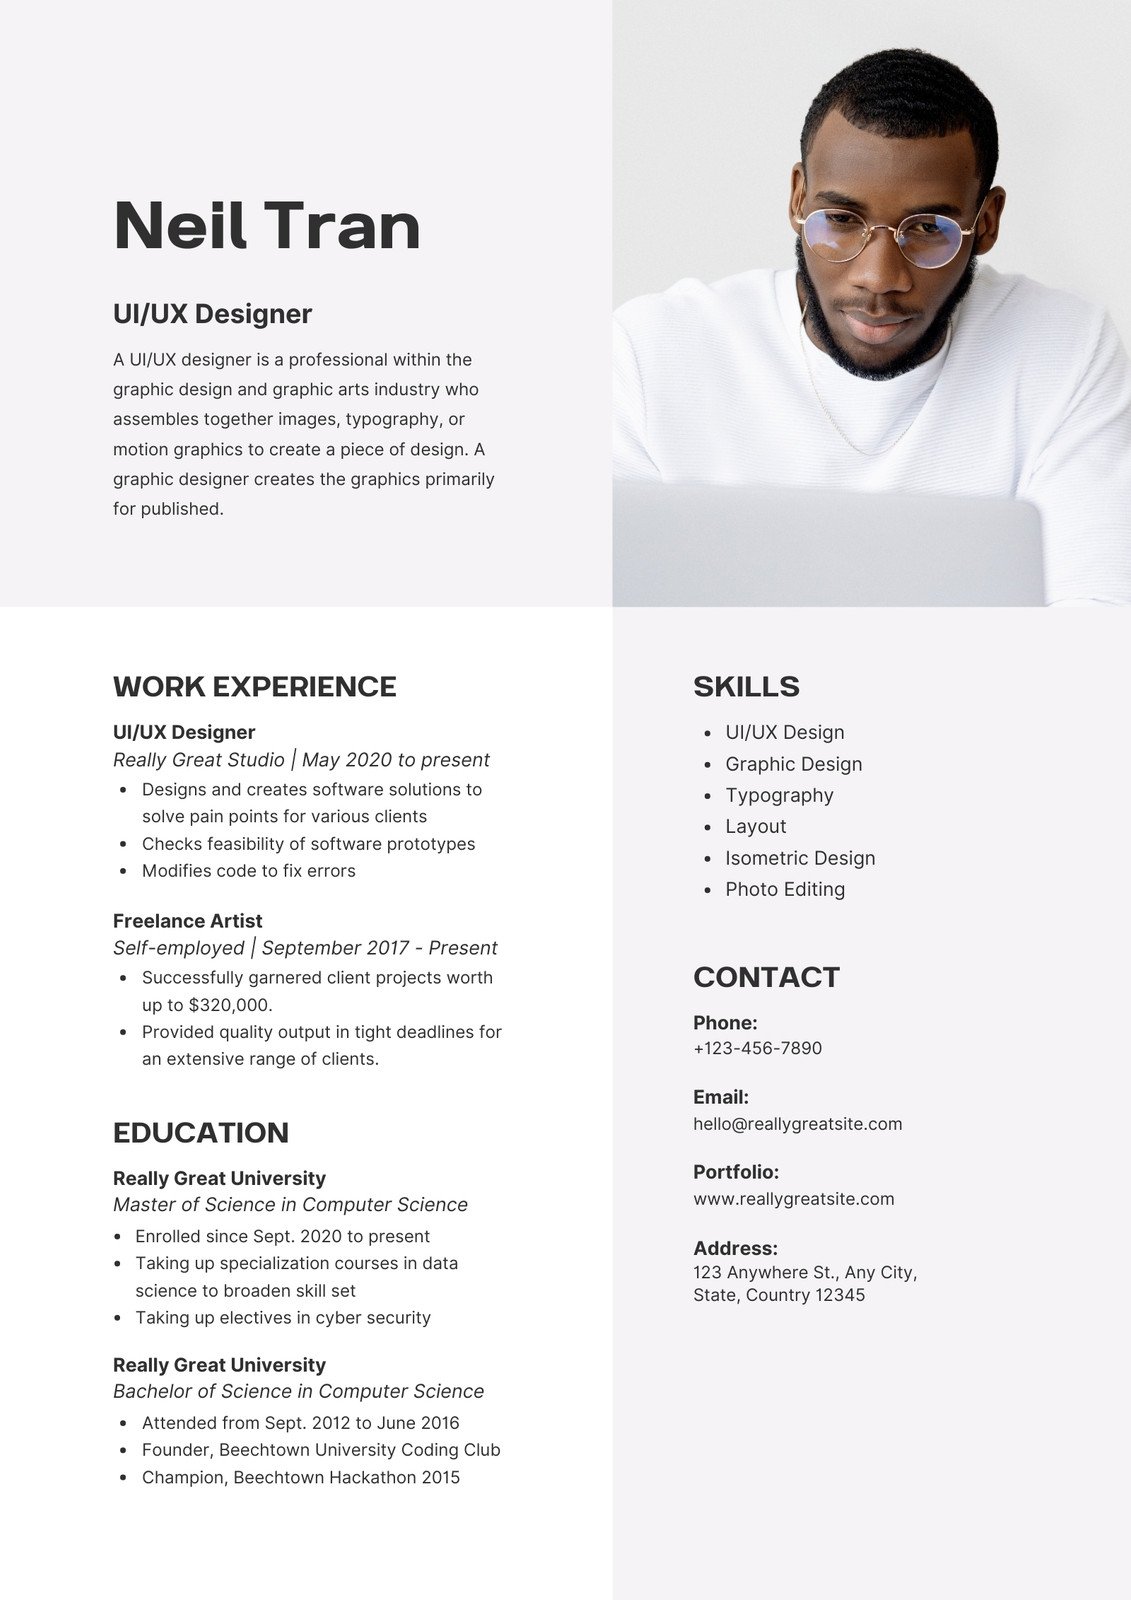 Neil Tran
UI/UX Designer
A UI/UX designer is a professional within the
graphic design and graphic arts industry who
assembles together images, typography, or
motion graphics to create a piece of design. A
graphic designer creates the graphics primarily
for published.
WORK EXPERIENCE
UI/UX Designer
Really Great Studio | May 2020 to present
• Designs and creates software solutions to
solve pain points for various clients
• Checks feasibility of software prototypes
• Modifies code to fix errors
Freelance Artist
Self-employed | September 2017 - Present
• Successfully garnered client projects worth
up to $320,000.
• Provided quality output in tight deadlines for
an extensive range of clients.
EDUCATION
Really Great University
Master of Science in Computer Science
• Enrolled since Sept. 2020 to present
• Taking up specialization courses in data
science to broaden skill set
• Taking up electives in cyber security
Really Great University
Bachelor of Science in Computer Science
• Attended from Sept. 2012 to June 2016
• Founder, Beechtown University Coding Club
• Champion, Beechtown Hackathon 2015
SKILLS
• UI/UX Design
• Graphic Design
• Typography
• Layout
• Isometric Design
• Photo Editing
CONTACT
Phone:
+123-456-7890
Email:
hello@reallygreatsite.com
Portfolio:
www.reallygreatsite.com
Address:
123 Anywhere St., Any City,
State, Country 12345